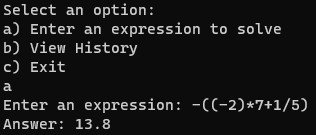 Select an option:
a) Enter an expression to solve
b) View History
c) Exit
a
Enter an expression: -((-2)*7+1/5)
Answer: 13.8